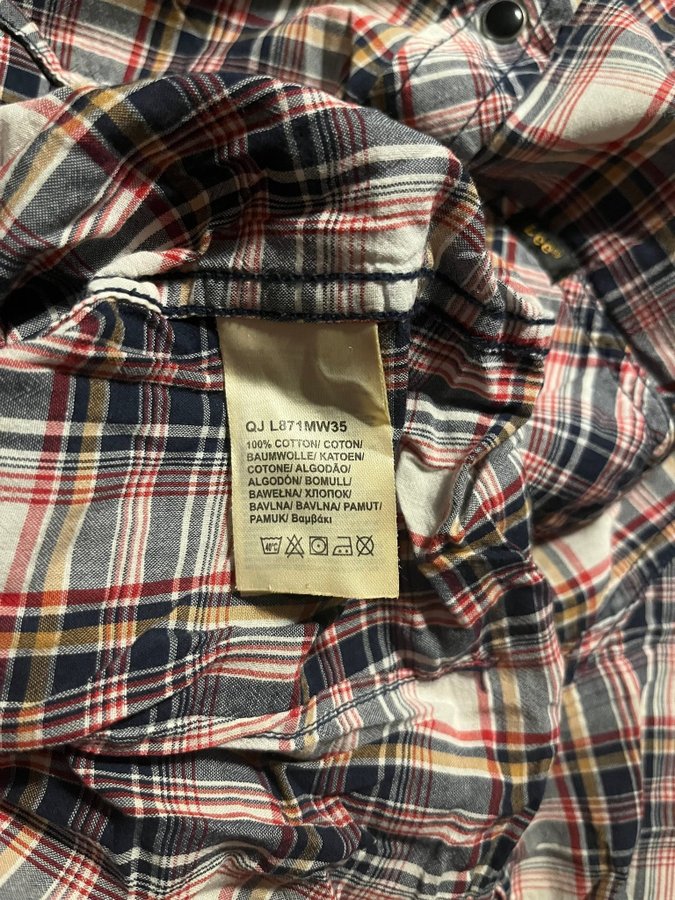 Lee®
QJ L871MW35
100% COTTON/ COTON/
BAUMWOLLE/ KATOEN/
COTONE/ ALGODÃO/
ALGODÓN/ BOMULL/
BAWEŁNA/ ХЛОПОК/
BAVLNA/ BAVLNA/ PAMUT/
PAMUK/ Βαμβάκι
40°C